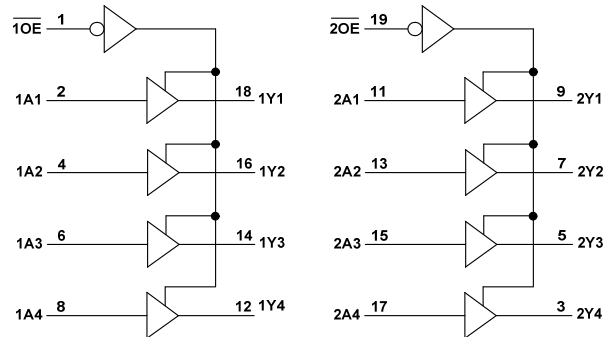 1OE 1
1A1 2 18 1Y1
1A2 4 16 1Y2
1A3 6 14 1Y3
1A4 8 12 1Y4
2OE 19
2A1 11 9 2Y1
2A2 13 7 2Y2
2A3 15 5 2Y3
2A4 17 3 2Y4